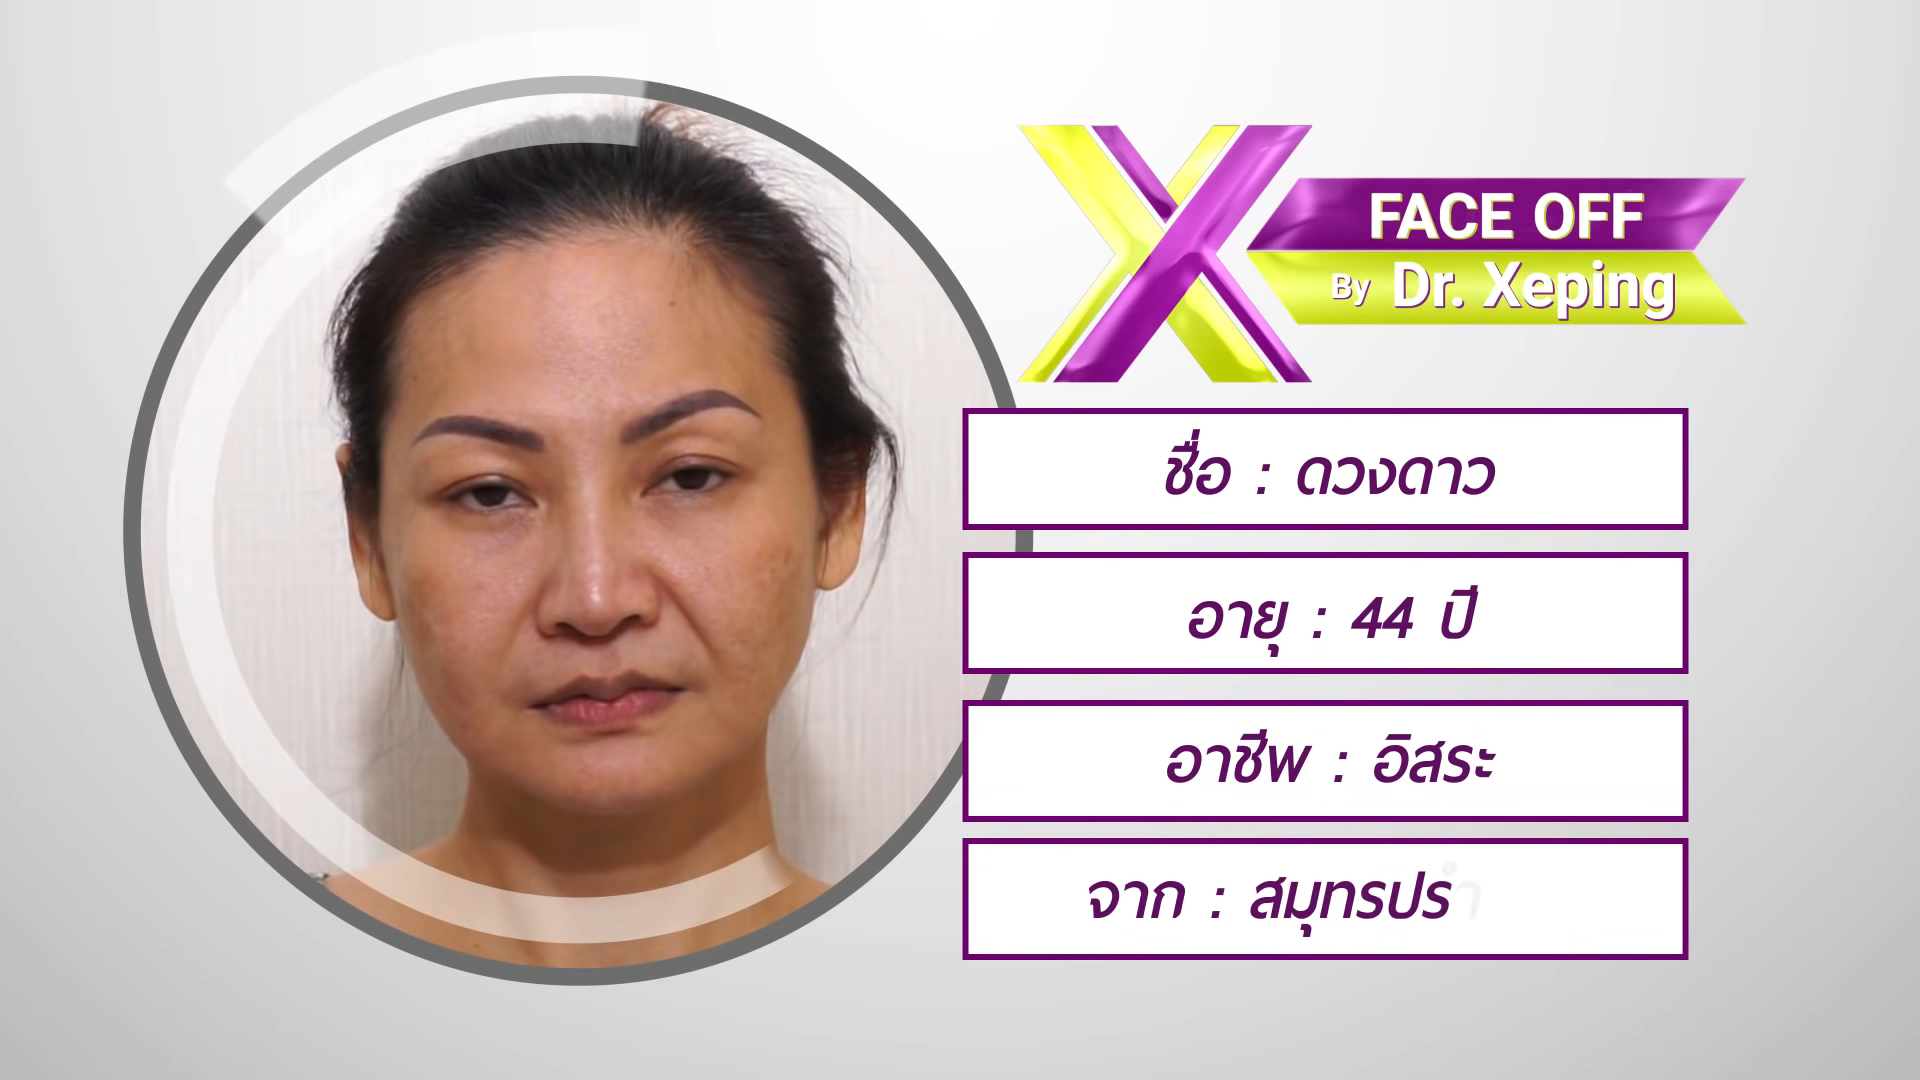 FACE OFF
By Dr. Xeping
ชื่อ : ดวงดาว
อายุ : 44 ปี
อาชีพ : อิสระ
จาก : สมุทรปรำ